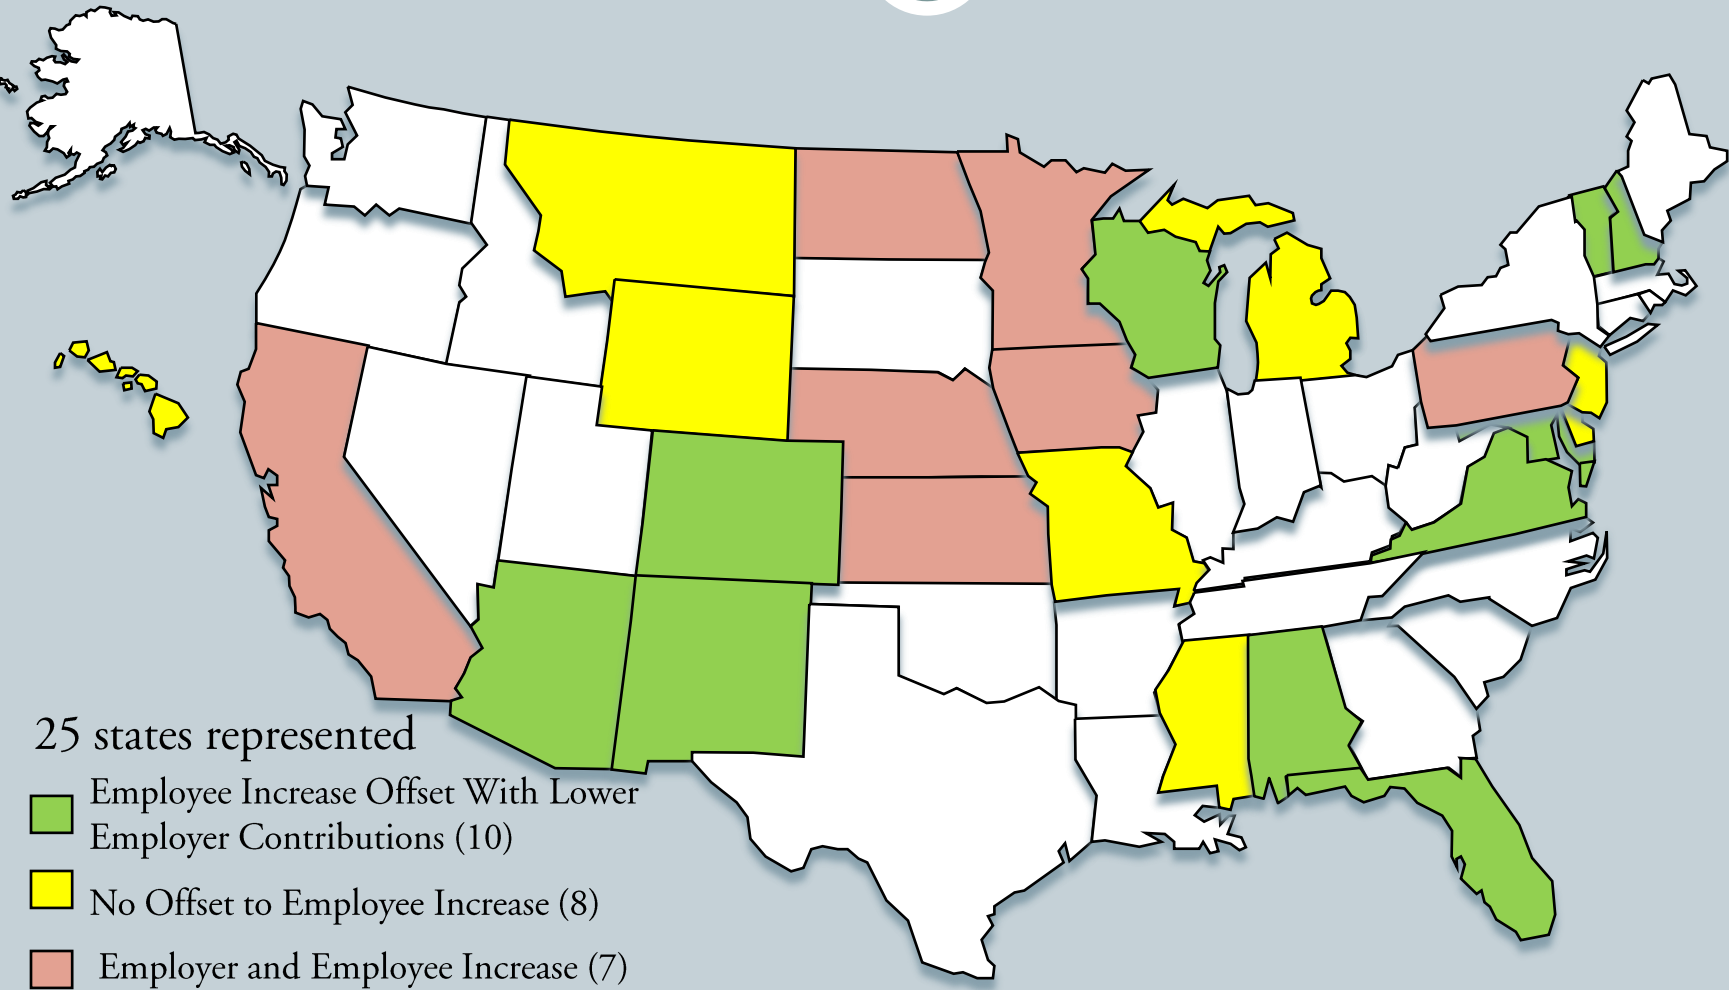 25 states represented
Employee Increase Offset With Lower
Employer Contributions (10)
No Offset to Employee Increase (8)
Employer and Employee Increase (7)